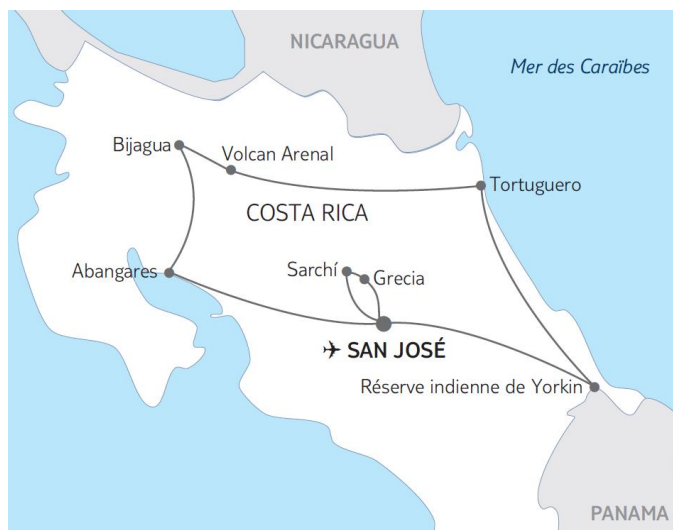 NICARAGUA
Mer des Caraïbes
Bijagua
Volcan Arenal
Tortuguero
COSTA RICA
Abangares
Sarchí
Grecia
✈ SAN JOSÉ
Réserve indienne de Yorkin
PANAMA